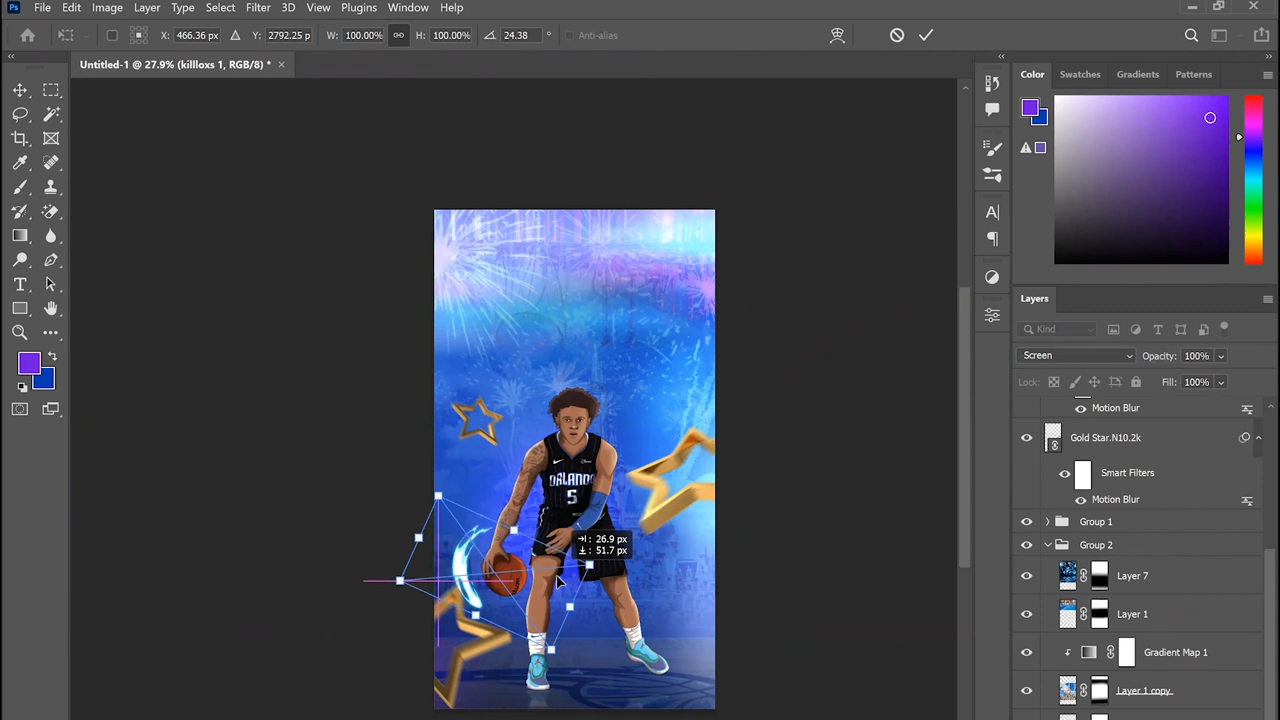 Ps File Edit Image Layer Type Select Filter 3D View Plugins Window Help
X: 466.36 px Y: 2792.25 p W: 100.00% H: 100.00% 24.38 ° Anti-alias
Untitled-1 @ 27.9% (killloxs 1, RGB/8) *
Color Swatches Gradients Patterns
Layers
Kind
Screen Opacity: 100%
Lock: Fill: 100%
Motion Blur
Gold Star.N10.2k
Smart Filters
Motion Blur
Group 1
Group 2
Layer 7
Layer 1
Gradient Map 1
Layer 1 copy
ORLANDO
5
: 26.9 px
: 51.7 px